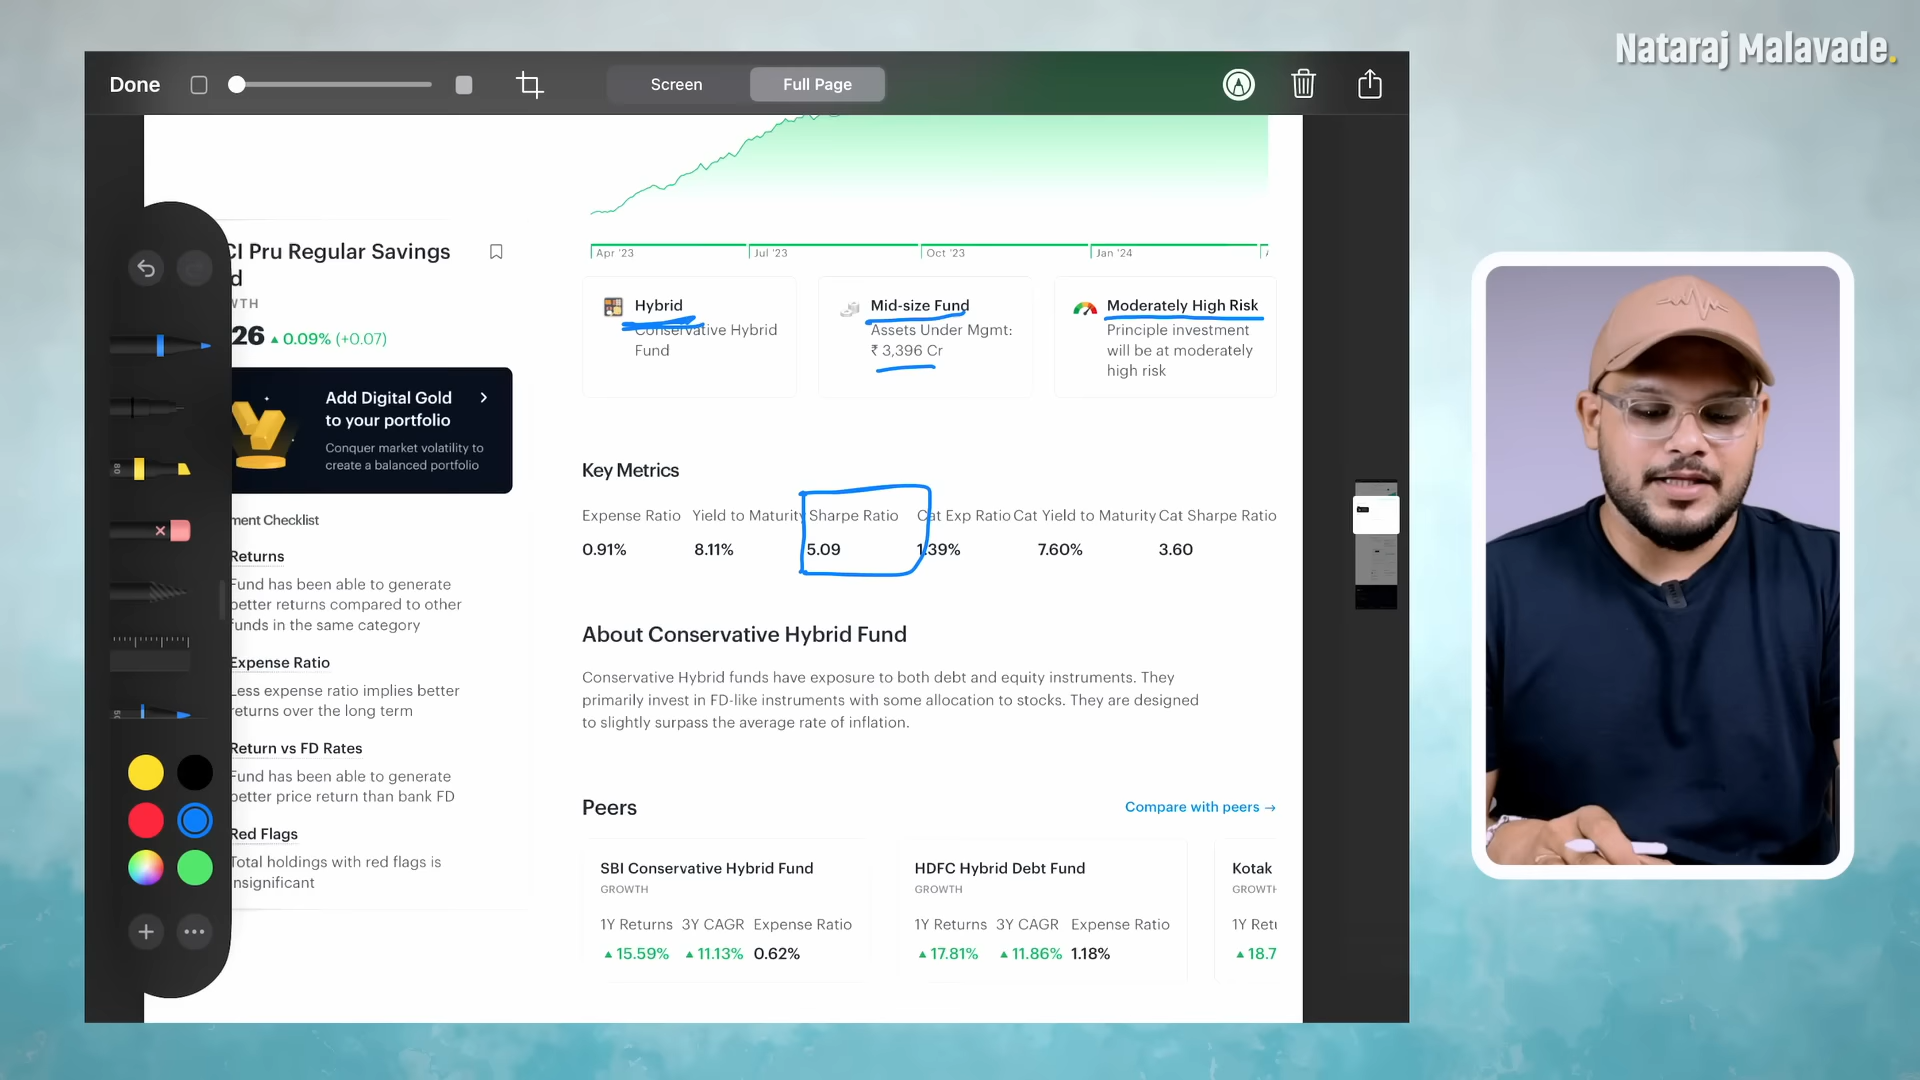 Nataraj Malavade.
Done
Screen
Full Page
CI Pru Regular Savings
d
WTH
26 0.09% (+0.07)
Add Digital Gold
to your portfolio
Conquer market volatility to
create a balanced portfolio
ment Checklist
Returns
Fund has been able to generate
better returns compared to other
funds in the same category
Expense Ratio
Less expense ratio implies better
returns over the long term
Return vs FD Rates
Fund has been able to generate
better price return than bank FD
Red Flags
Total holdings with red flags is
insignificant
80
Apr '23 Jul '23 Oct '23 Jan '24
Hybrid
Conservative Hybrid
Fund
Mid-size Fund
Assets Under Mgmt:
₹ 3,396 Cr
Moderately High Risk
Principle investment
will be at moderately
high risk
Key Metrics
Expense Ratio Yield to Maturity Sharpe Ratio Cat Exp Ratio Cat Yield to Maturity Cat Sharpe Ratio
0.91% 8.11% 5.09 1.39% 7.60% 3.60
About Conservative Hybrid Fund
Conservative Hybrid funds have exposure to both debt and equity instruments. They
primarily invest in FD-like instruments with some allocation to stocks. They are designed
to slightly surpass the average rate of inflation.
Peers
Compare with peers →
SBI Conservative Hybrid Fund
GROWTH
1Y Returns 3Y CAGR Expense Ratio
15.59% 11.13% 0.62%
HDFC Hybrid Debt Fund
GROWTH
1Y Returns 3Y CAGR Expense Ratio
17.81% 11.86% 1.18%
Kotak
GROWTH
1Y Retu
18.7